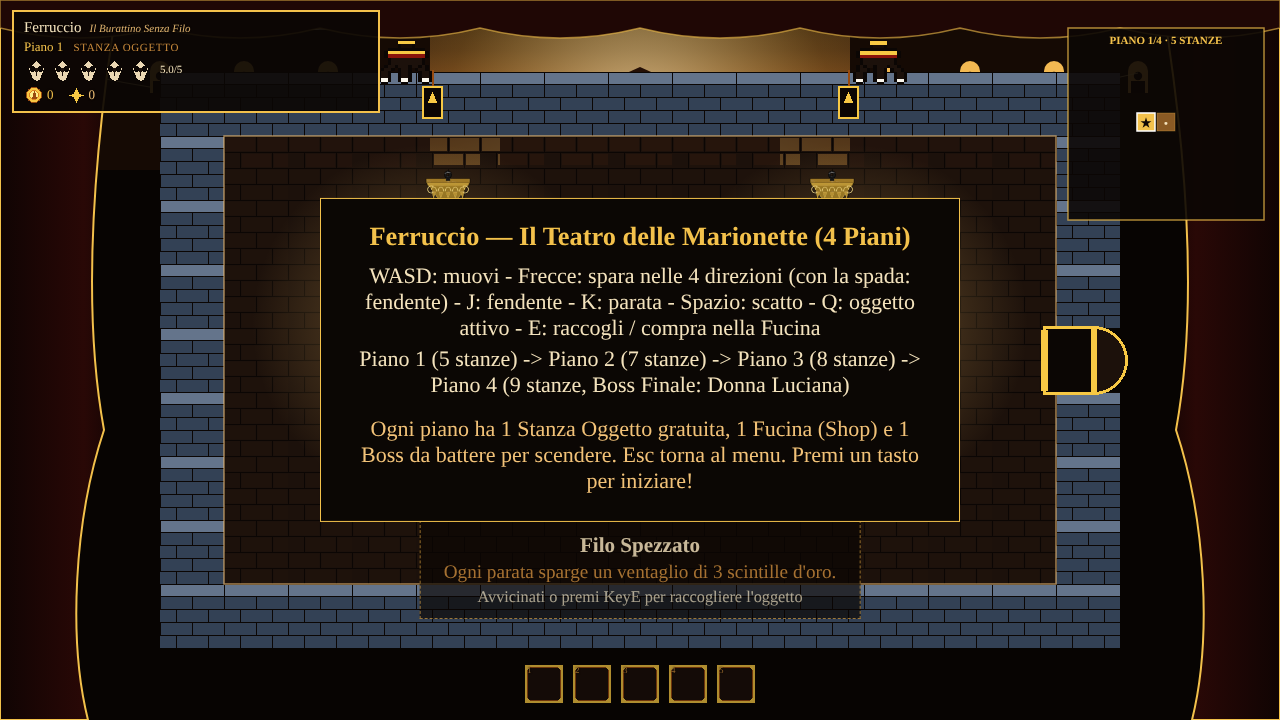 Ferruccio Il Burattino Senza Filo
Piano 1 STANZA OGGETTO
5.0/5
0 0
PIANO 1/4 · 5 STANZE
Ferruccio — Il Teatro delle Marionette (4 Piani)
WASD: muovi - Frecce: spara nelle 4 direzioni (con la spada:
fendente) - J: fendente - K: parata - Spazio: scatto - Q: oggetto
attivo - E: raccogli / compra nella Fucina
Piano 1 (5 stanze) -> Piano 2 (7 stanze) -> Piano 3 (8 stanze) ->
Piano 4 (9 stanze, Boss Finale: Donna Luciana)
Ogni piano ha 1 Stanza Oggetto gratuita, 1 Fucina (Shop) e 1
Boss da battere per scendere. Esc torna al menu. Premi un tasto
per iniziare!
Filo Spezzato
Ogni parata sparge un ventaglio di 3 scintille d'oro.
Avvicinati o premi KeyE per raccogliere l'oggetto